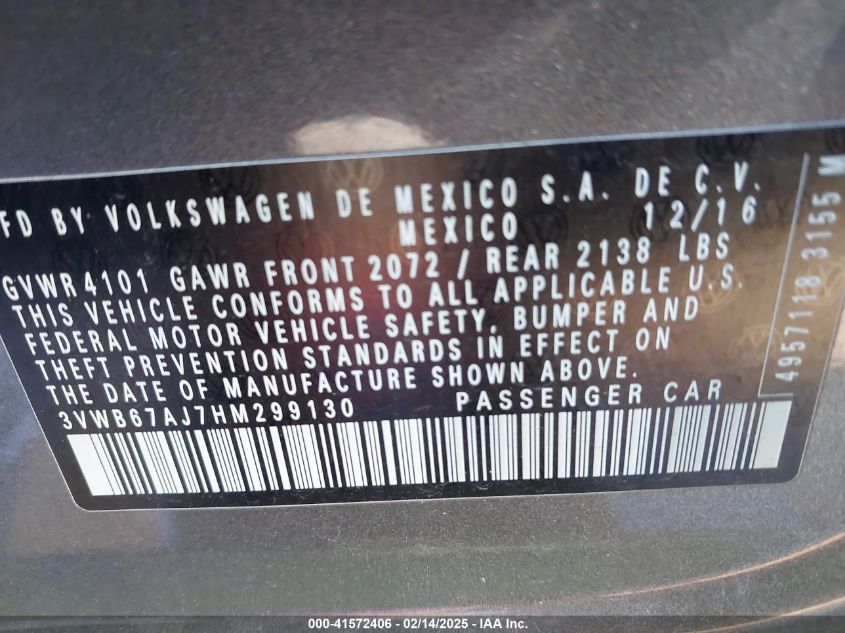 FD BY VOLKSWAGEN DE MEXICO S.A. DE C.V.
MEXICO 12/16
GVWR 4101 GAWR FRONT 2072 / REAR 2138 LBS
THIS VEHICLE CONFORMS TO ALL APPLICABLE U.S.
FEDERAL MOTOR VEHICLE SAFETY, BUMPER AND
THEFT PREVENTION STANDARDS IN EFFECT ON
THE DATE OF MANUFACTURE SHOWN ABOVE.
3VWB67AJ7HM299130 PASSENGER CAR
4957118 3155 M
000-41572406 - 02/14/2025 - IAA Inc.